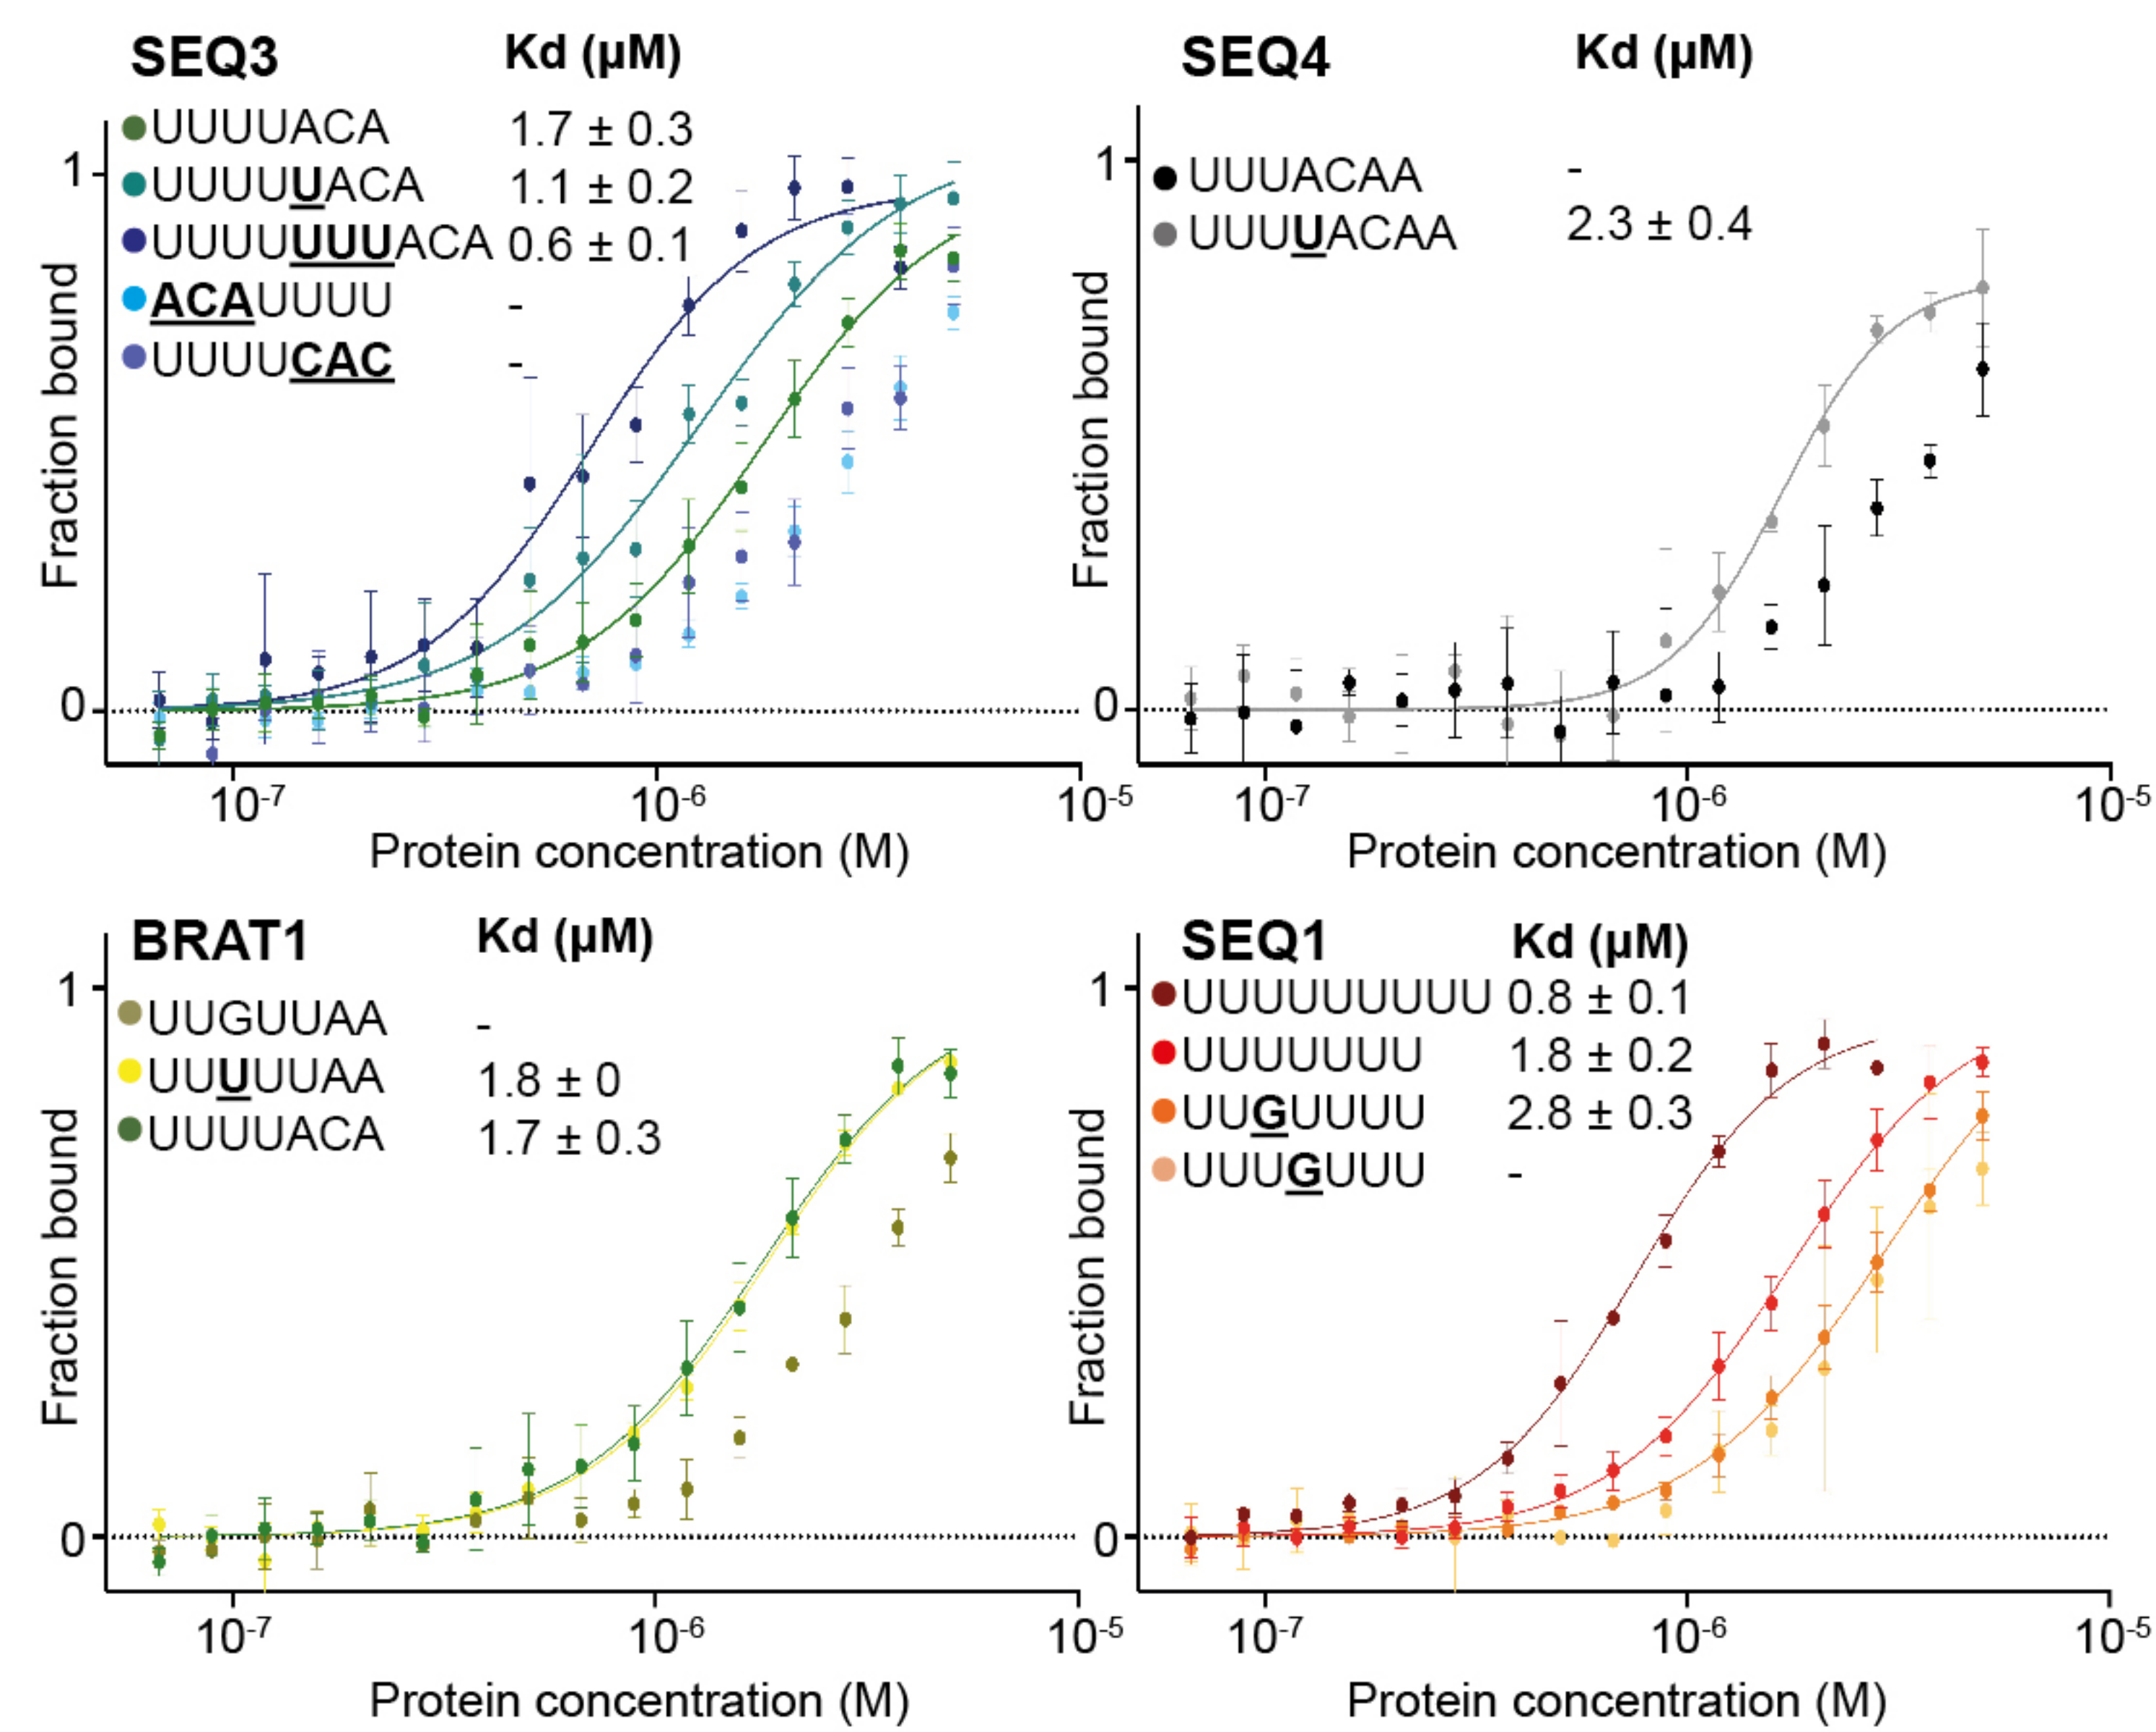 SEQ3 Kd (µM)
UUUUACA 1.7 ± 0.3
UUUUUACA 1.1 ± 0.2
UUUUUUUACA 0.6 ± 0.1
ACAUUUU -
UUUUCAC -
1
0
Fraction bound
10-7 10-6 10-5
Protein concentration (M)
SEQ4 Kd (µM)
UUUACAA -
UUUUACAA 2.3 ± 0.4
1
0
Fraction bound
10-7 10-6 10-5
Protein concentration (M)
BRAT1 Kd (µM)
UUGUUAA -
UUUUUAA 1.8 ± 0
UUUUACA 1.7 ± 0.3
1
0
Fraction bound
10-7 10-6 10-5
Protein concentration (M)
SEQ1 Kd (µM)
UUUUUUUUU 0.8 ± 0.1
UUUUUUU 1.8 ± 0.2
UUGUUUU 2.8 ± 0.3
UUUGUUU -
1
0
Fraction bound
10-7 10-6 10-5
Protein concentration (M)